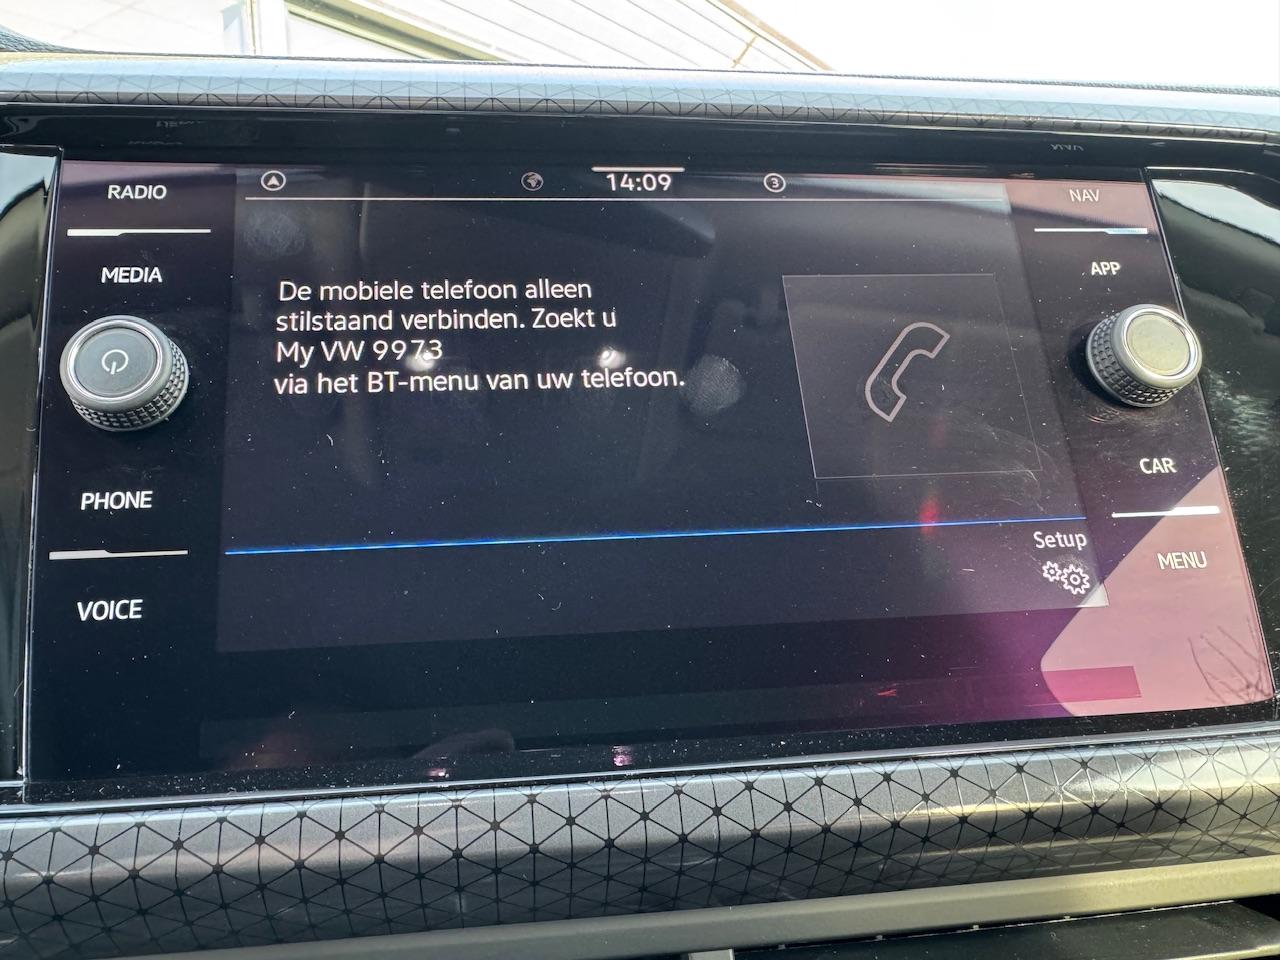 RADIO
MEDIA
PHONE
VOICE
14:09
3
De mobiele telefoon alleen
stilstaand verbinden. Zoekt u
My VW 9973
via het BT-menu van uw telefoon.
Setup
NAV
APP
CAR
MENU